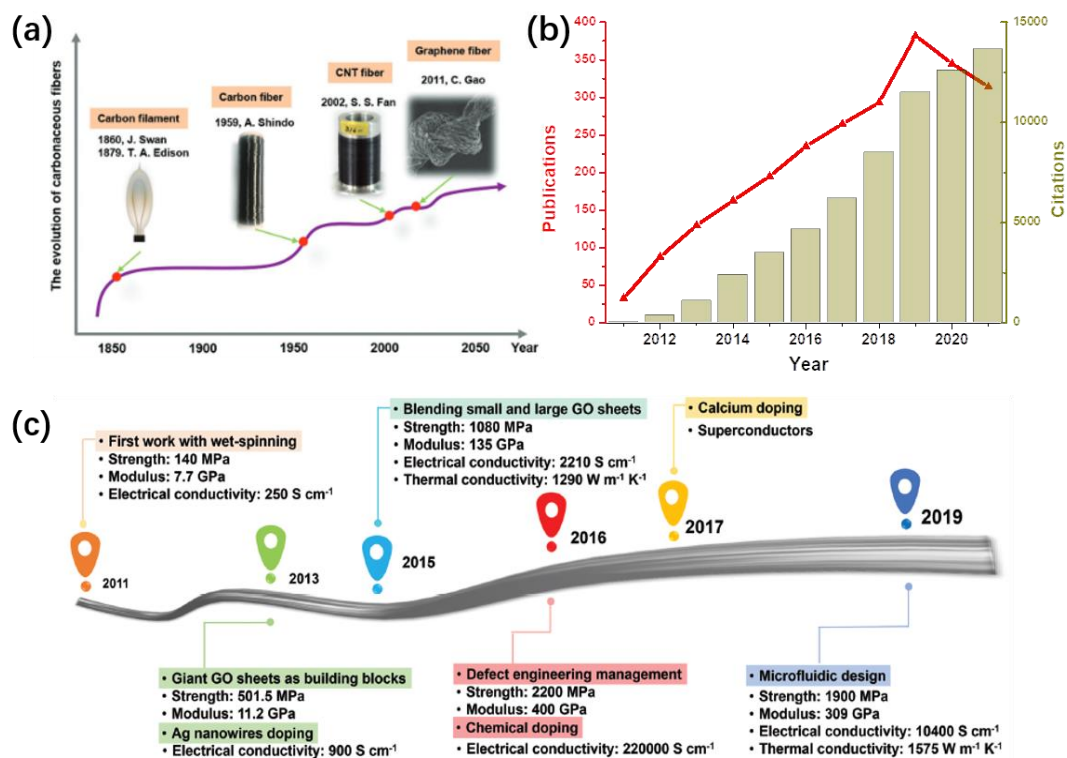 (a)
The evolution of carbonaceous fibers
Carbon filament
1860, J. Swan
1879. T. A. Edison
Carbon fiber
1959, A. Shindo
CNT fiber
2002, S. S. Fan
Graphene fiber
2011, C. Gao
1850
1900
1950
2000
2050
Year
(b)
Publications
400
350
300
250
200
150
100
50
0
15000
10000
5000
0
Citations
2012
2014
2016
2018
2020
Year
(c)
• First work with wet-spinning
• Strength: 140 MPa
• Modulus: 7.7 GPa
• Electrical conductivity: 250 S cm⁻¹
• Blending small and large GO sheets
• Strength: 1080 MPa
• Modulus: 135 GPa
• Electrical conductivity: 2210 S cm⁻¹
• Thermal conductivity: 1290 W m⁻¹ K⁻¹
• Calcium doping
• Superconductors
2011
2013
2015
2016
2017
2019
• Giant GO sheets as building blocks
• Strength: 501.5 MPa
• Modulus: 11.2 GPa
• Ag nanowires doping
• Electrical conductivity: 900 S cm⁻¹
• Defect engineering management
• Strength: 2200 MPa
• Modulus: 400 GPa
• Chemical doping
• Electrical conductivity: 220000 S cm⁻¹
• Microfluidic design
• Strength: 1900 MPa
• Modulus: 309 GPa
• Electrical conductivity: 10400 S cm⁻¹
• Thermal conductivity: 1575 W m⁻¹ K⁻¹